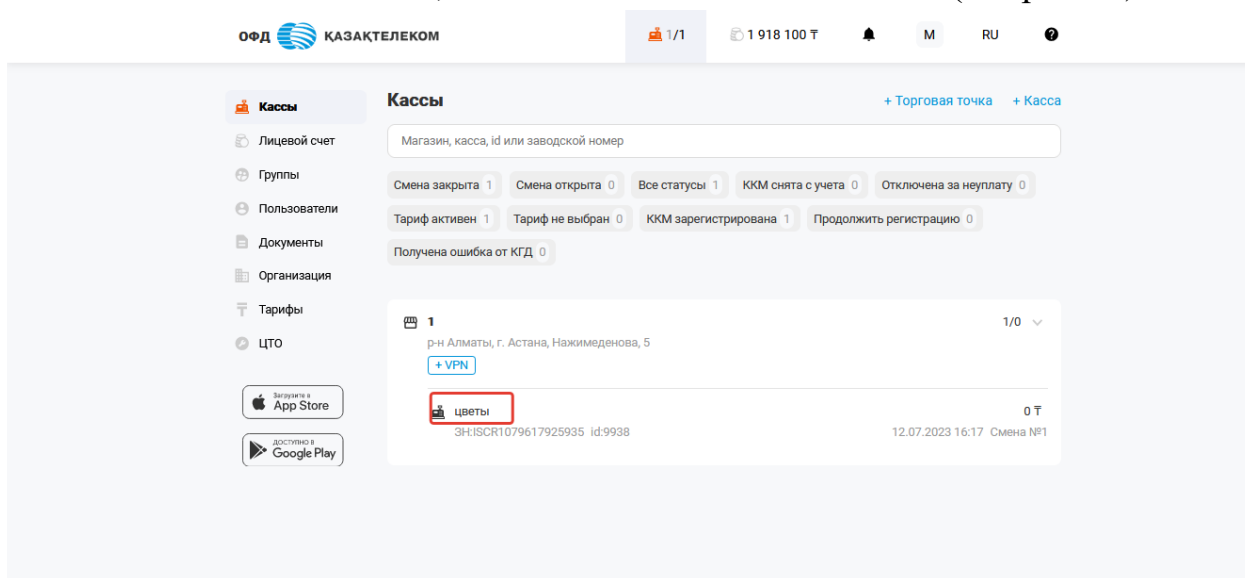 ОФД ҚАЗАҚТЕЛЕКОМ 1/1 1 918 100 ₸ М RU ?
Кассы
Лицевой счет
Группы
Пользователи
Документы
Организация
Тарифы
ЦТО
Загрузите в
App Store
ДОСТУПНО В
Google Play
Кассы + Торговая точка + Касса
Магазин, касса, id или заводской номер
Смена закрыта 1 Смена открыта 0 Все статусы 1 ККМ снята с учета 0 Отключена за неуплату 0
Тариф активен 1 Тариф не выбран 0 ККМ зарегистрирована 1 Продолжить регистрацию 0
Получена ошибка от КГД 0
1 1/0
р-н Алматы, г. Астана, Нажимеденова, 5
+ VPN
цветы 0 ₸
ЗН:ISCR1079617925935 id:9938 12.07.2023 16:17 Смена №1